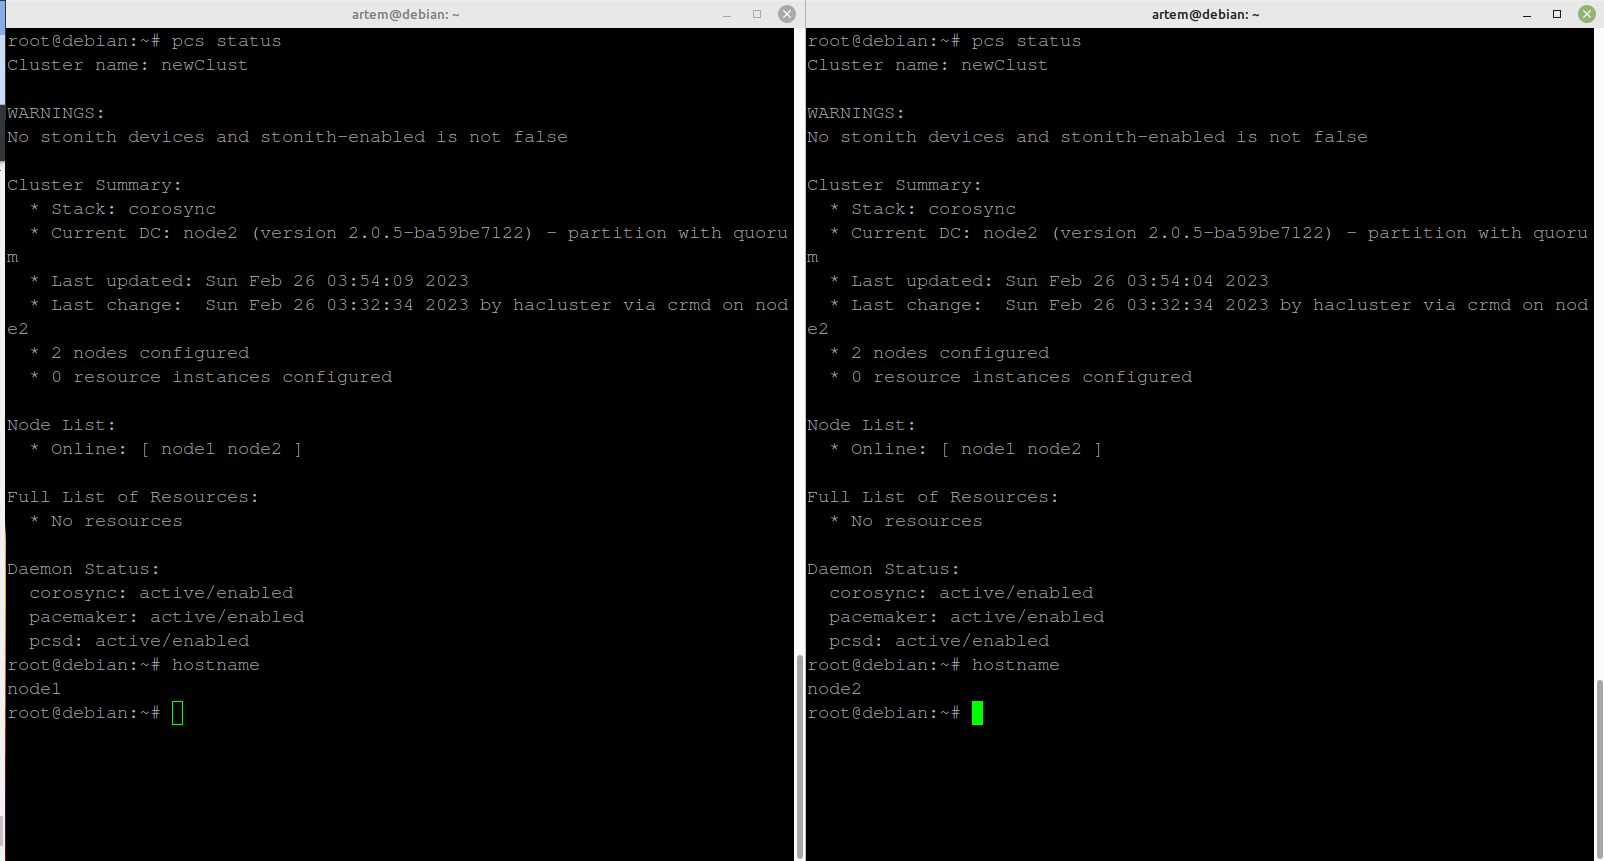 artem@debian: ~
root@debian:~# pcs status
Cluster name: newClust
WARNINGS:
No stonith devices and stonith-enabled is not false
Cluster Summary:
* Stack: corosync
* Current DC: node2 (version 2.0.5-ba59be7122) - partition with quoru
m
* Last updated: Sun Feb 26 03:54:09 2023
* Last change:  Sun Feb 26 03:32:34 2023 by hacluster via crmd on nod
e2
* 2 nodes configured
* 0 resource instances configured
Node List:
* Online: [ node1 node2 ]
Full List of Resources:
* No resources
Daemon Status:
corosync: active/enabled
pacemaker: active/enabled
pcsd: active/enabled
root@debian:~# hostname
node1
root@debian:~#
artem@debian: ~
root@debian:~# pcs status
Cluster name: newClust
WARNINGS:
No stonith devices and stonith-enabled is not false
Cluster Summary:
* Stack: corosync
* Current DC: node2 (version 2.0.5-ba59be7122) - partition with quoru
m
* Last updated: Sun Feb 26 03:54:04 2023
* Last change:  Sun Feb 26 03:32:34 2023 by hacluster via crmd on nod
e2
* 2 nodes configured
* 0 resource instances configured
Node List:
* Online: [ node1 node2 ]
Full List of Resources:
* No resources
Daemon Status:
corosync: active/enabled
pacemaker: active/enabled
pcsd: active/enabled
root@debian:~# hostname
node2
root@debian:~#